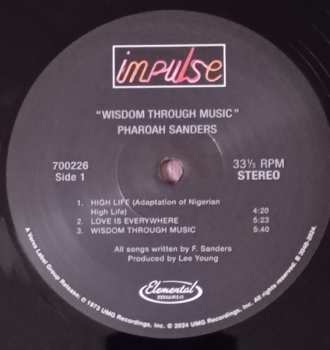 impulse
"WISDOM THROUGH MUSIC"
PHAROAH SANDERS
700226
Side 1
33⅓ RPM
STEREO
1. HIGH LIFE (Adaptation of Nigerian
High Life) 4:20
2. LOVE IS EVERYWHERE 5:23
3. WISDOM THROUGH MUSIC 5:40
All songs written by F. Sanders
Produced by Lee Young
Elemental
MUSIC
A Verve Label Group Release; ℗ 1973 UMG Recordings, Inc. © 2024 UMG Recordings, Inc. All rights reserved.